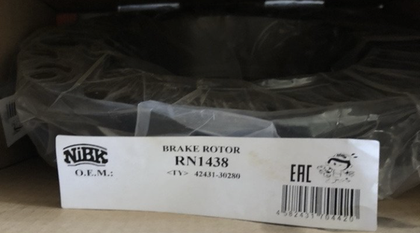 NiBK
BRAKE ROTOR
RN1438
O.E.M.:
<TY> 42431-30280
EAC